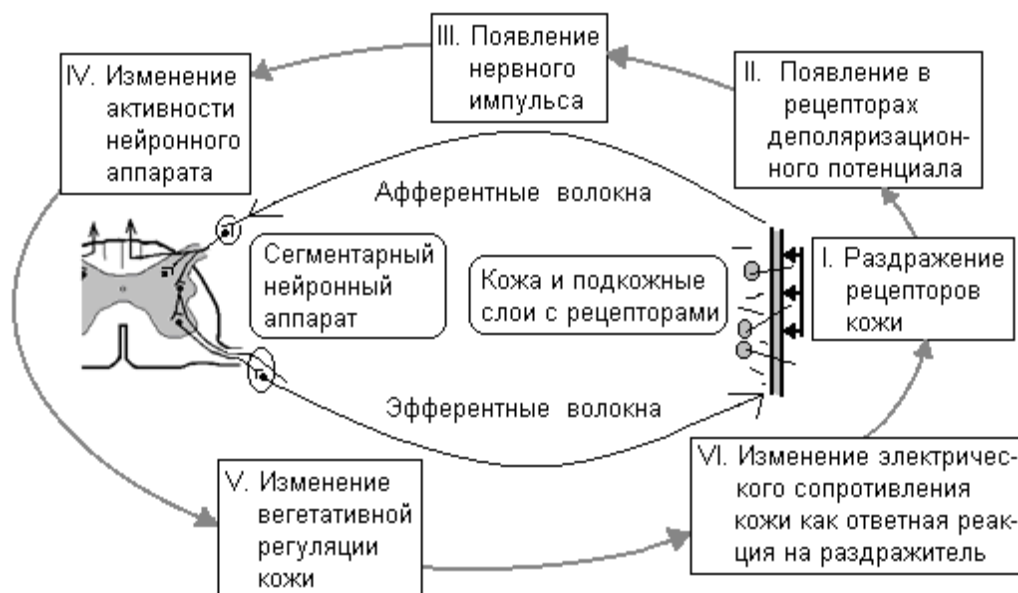 I. Раздражение
рецепторов
кожи
II. Появление в
рецепторах
деполяризацион-
ного потенциала
III. Появление
нервного
импульса
IV. Изменение
активности
нейронного
аппарата
V. Изменение
вегетативной
регуляции
кожи
VI. Изменение электричес-
кого сопротивления
кожи как ответная реак-
ция на раздражитель
Афферентные волокна
Сегментарный
нейронный
аппарат
Кожа и подкожные
слои с рецепторами
Эфферентные волокна